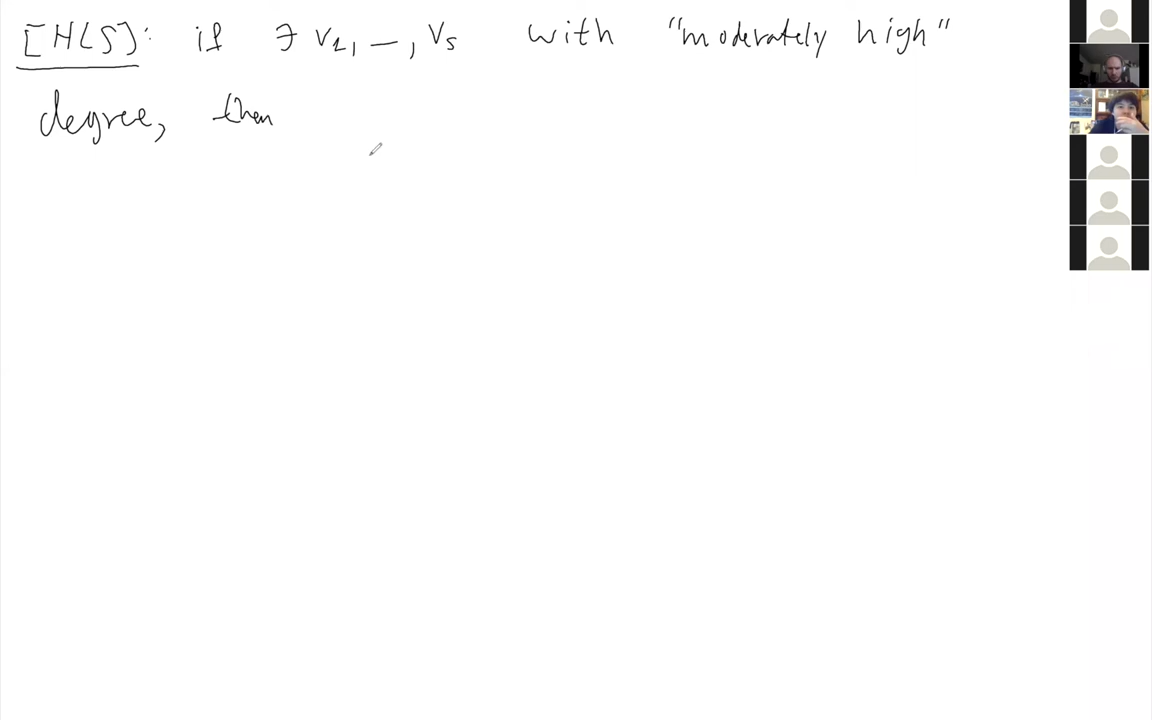 [HLS]: if ∃ v₁, —, vₛ with "moderately high"
degree, then